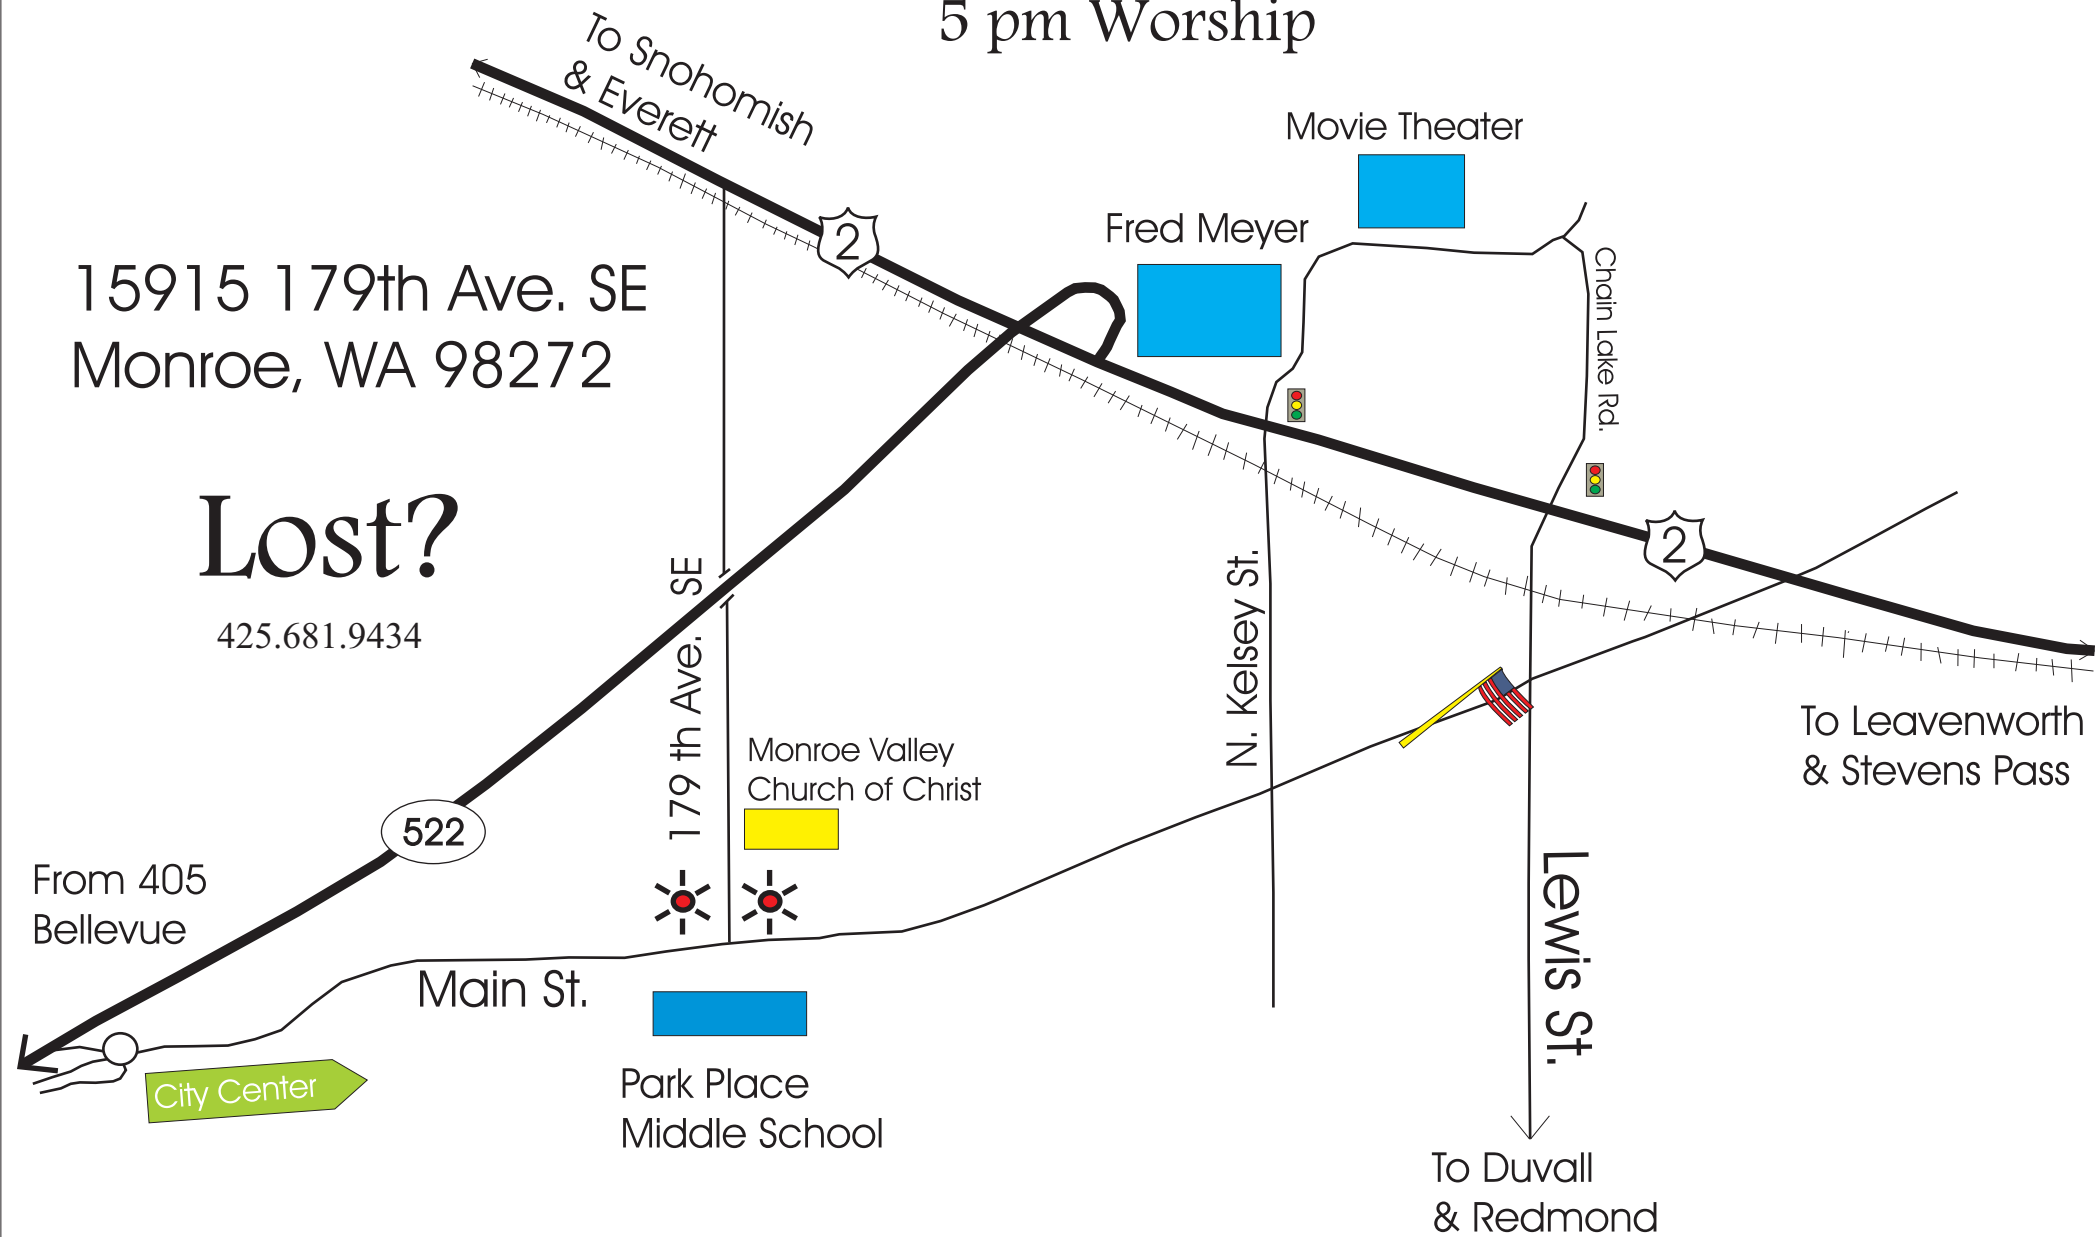 5 pm Worship
To Snohomish
& Everett
Movie Theater
Fred Meyer
2
Chain Lake Rd.
15915 179th Ave. SE
Monroe, WA 98272
Lost?
425.681.9434
2
179 th Ave. SE
N. Kelsey St.
To Leavenworth
& Stevens Pass
Monroe Valley
Church of Christ
522
From 405
Bellevue
Lewis St.
Main St.
City Center
Park Place
Middle School
To Duvall
& Redmond